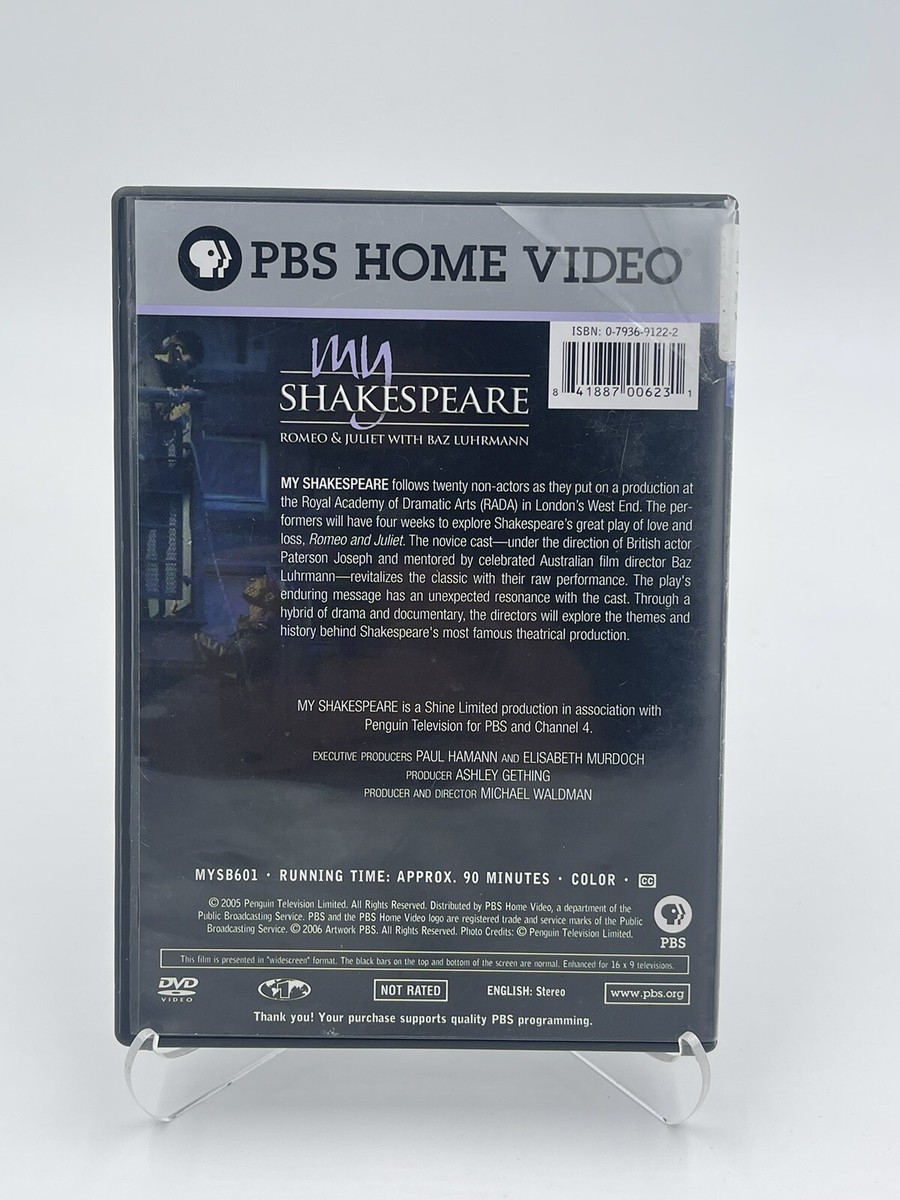 PBS HOME VIDEO
ISBN: 0-7936-9122-2
8 41887 00623 1
my
SHAKESPEARE
ROMEO & JULIET WITH BAZ LUHRMANN
MY SHAKESPEARE follows twenty non-actors as they put on a production at
the Royal Academy of Dramatic Arts (RADA) in London's West End. The per-
formers will have four weeks to explore Shakespeare's great play of love and
loss, Romeo and Juliet. The novice cast—under the direction of British actor
Paterson Joseph and mentored by celebrated Australian film director Baz
Luhrmann—revitalizes the classic with their raw performance. The play's
enduring message has an unexpected resonance with the cast. Through a
hybrid of drama and documentary, the directors will explore the themes and
history behind Shakespeare's most famous theatrical production.
MY SHAKESPEARE is a Shine Limited production in association with
Penguin Television for PBS and Channel 4.
EXECUTIVE PRODUCERS PAUL HAMANN AND ELISABETH MURDOCH
PRODUCER ASHLEY GETHING
PRODUCER AND DIRECTOR MICHAEL WALDMAN
MYSB601 · RUNNING TIME: APPROX. 90 MINUTES · COLOR · CC
© 2005 Penguin Television Limited. All Rights Reserved. Distributed by PBS Home Video, a department of the
Public Broadcasting Service. PBS and the PBS Home Video logo are registered trade and service marks of the Public
Broadcasting Service. © 2006 Artwork PBS. All Rights Reserved. Photo Credits: © Penguin Television Limited.
PBS
This film is presented in "widescreen" format. The black bars on the top and bottom of the screen are normal. Enhanced for 16 x 9 televisions.
DVD
VIDEO
1
NOT RATED
ENGLISH: Stereo
www.pbs.org
Thank you! Your purchase supports quality PBS programming.